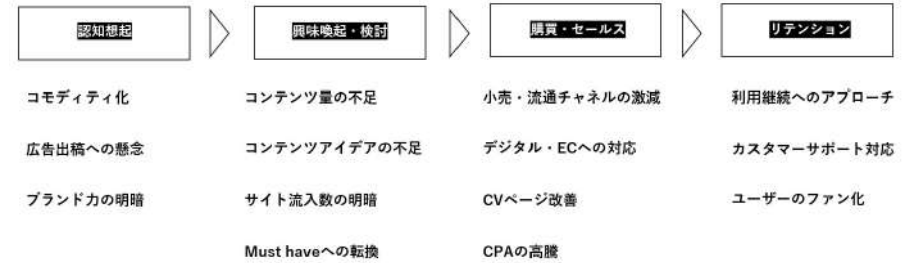 認知想起
興味喚起・検討
購買・セールス
リテンション
コモディティ化
コンテンツ量の不足
小売・流通チャネルの激減
利用継続へのアプローチ
広告出稿への懸念
コンテンツアイデアの不足
デジタル・ECへの対応
カスタマーサポート対応
ブランド力の明暗
サイト流入数の明暗
CVページ改善
ユーザーのファン化
Must haveへの転換
CPAの高騰